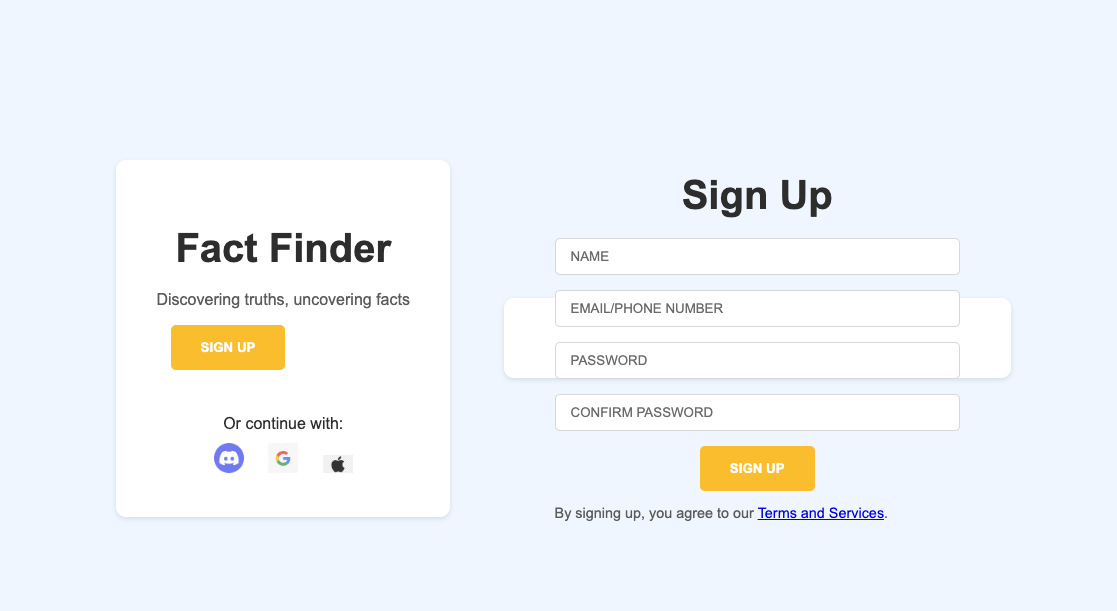 Fact Finder
Discovering truths, uncovering facts
SIGN UP
Or continue with:
G
Sign Up
NAME
EMAIL/PHONE NUMBER
PASSWORD
CONFIRM PASSWORD
SIGN UP
By signing up, you agree to our Terms and Services.